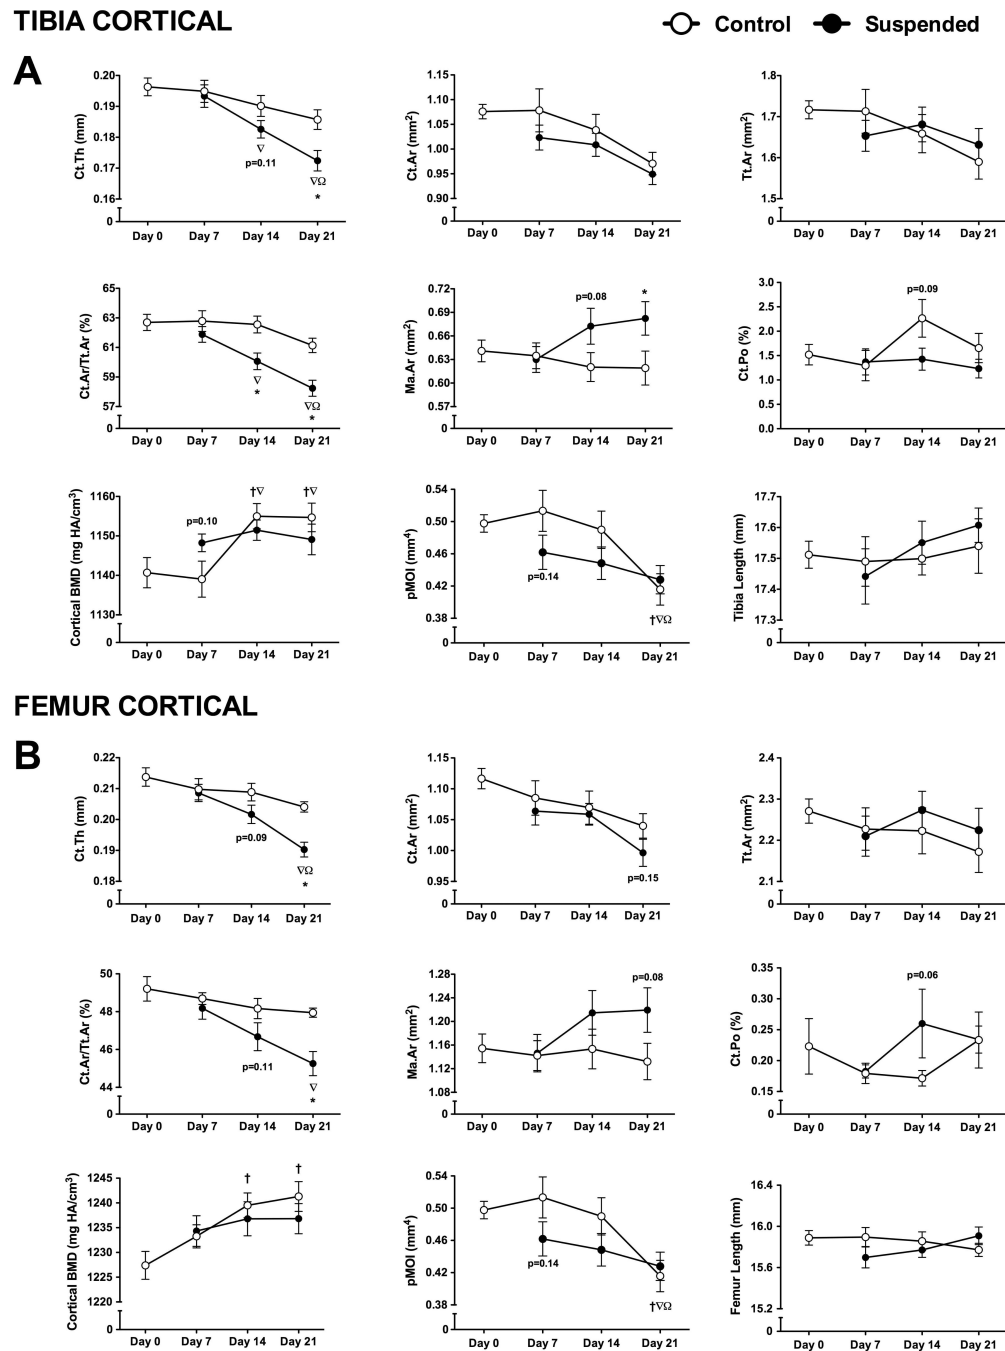 TIBIA CORTICAL
Control Suspended
A
Ct.Th (mm)
0.20
0.19
0.18
0.17
0.16
0
∇
p=0.11
∇Ω
*
Day 0 Day 7 Day 14 Day 21
Ct.Ar (mm²)
1.15
1.10
1.05
1.00
0.95
0.90
0
Day 0 Day 7 Day 14 Day 21
Tt.Ar (mm²)
1.8
1.7
1.6
1.5
0
Day 0 Day 7 Day 14 Day 21
Ct.Ar/Tt.Ar (%)
65
63
61
59
57
0
∇
*
∇Ω
*
Day 0 Day 7 Day 14 Day 21
Ma.Ar (mm²)
0.72
0.69
0.66
0.63
0.60
0.57
0
p=0.08
*
Day 0 Day 7 Day 14 Day 21
Ct.Po (%)
3.0
2.5
2.0
1.5
1.0
0.5
0.0
0
p=0.09
Day 0 Day 7 Day 14 Day 21
Cortical BMD (mg HA/cm³)
1160
1150
1140
1130
0
p=0.10
†∇
†∇
Day 0 Day 7 Day 14 Day 21
pMOI (mm⁴)
0.54
0.50
0.46
0.42
0.38
0
p=0.14
†∇Ω
Day 0 Day 7 Day 14 Day 21
Tibia Length (mm)
17.7
17.6
17.5
17.4
17.3
0
Day 0 Day 7 Day 14 Day 21
FEMUR CORTICAL
B
Ct.Th (mm)
0.22
0.21
0.20
0.19
0.18
0
p=0.09
∇Ω
*
Day 0 Day 7 Day 14 Day 21
Ct.Ar (mm²)
1.15
1.10
1.05
1.00
0.95
0
p=0.15
Day 0 Day 7 Day 14 Day 21
Tt.Ar (mm²)
2.4
2.3
2.2
2.1
0
Day 0 Day 7 Day 14 Day 21
Ct.Ar/Tt.Ar (%)
50
48
46
44
0
p=0.11
∇
*
Day 0 Day 7 Day 14 Day 21
Ma.Ar (mm²)
1.28
1.24
1.20
1.16
1.12
1.08
0
p=0.08
Day 0 Day 7 Day 14 Day 21
Ct.Po (%)
0.35
0.30
0.25
0.20
0.15
0
p=0.06
Day 0 Day 7 Day 14 Day 21
Cortical BMD (mg HA/cm³)
1245
1240
1235
1230
1225
1220
0
†
†
Day 0 Day 7 Day 14 Day 21
pMOI (mm⁴)
0.54
0.50
0.46
0.42
0.38
0
p=0.14
†∇Ω
Day 0 Day 7 Day 14 Day 21
Femur Length (mm)
16.4
16.0
15.6
15.2
0
Day 0 Day 7 Day 14 Day 21